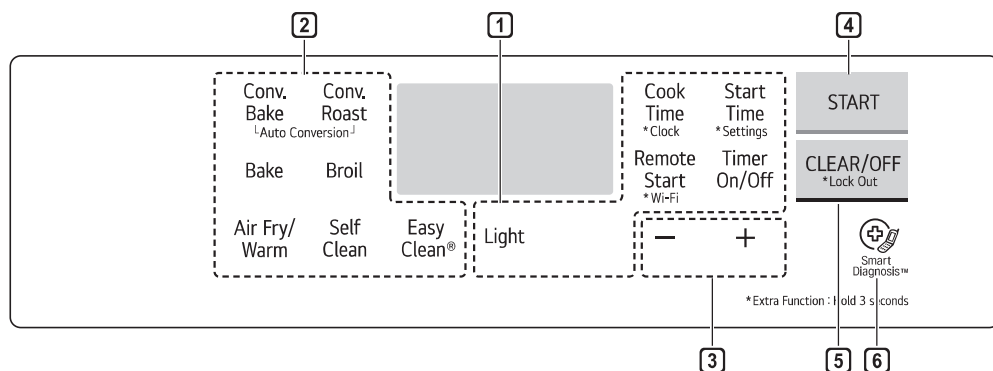 2
1
4
Conv. Bake
Conv. Roast
└Auto Conversion┘
Bake
Broil
Air Fry/ Warm
Self Clean
Easy Clean®
Light
Cook Time
*Clock
Start Time
*Settings
Remote Start
*Wi-Fi
Timer On/Off
−
+
START
CLEAR/OFF
*Lock Out
Smart Diagnosis™
*Extra Function : Hold 3 seconds
3
5
6